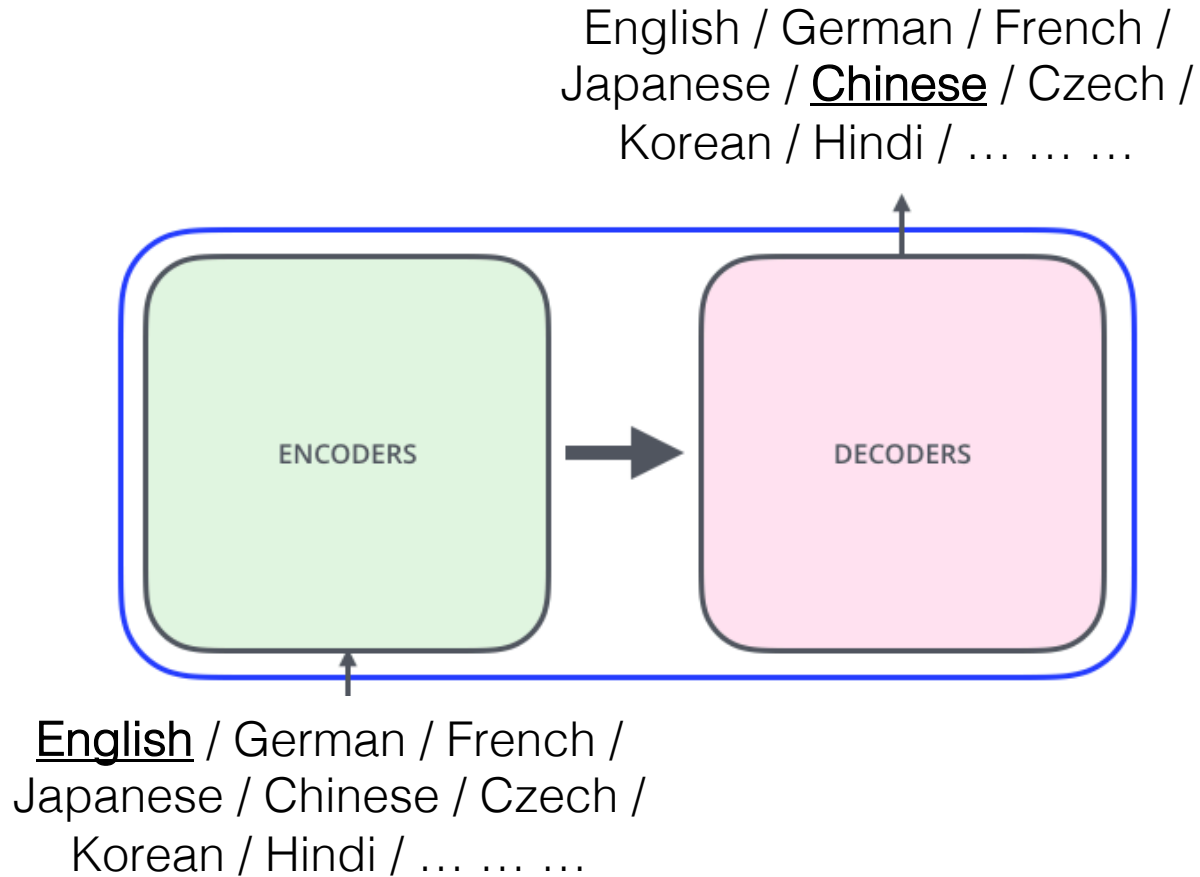 English / German / French /
Japanese / Chinese / Czech /
Korean / Hindi / … … …
ENCODERS
DECODERS
English / German / French /
Japanese / Chinese / Czech /
Korean / Hindi / … … …